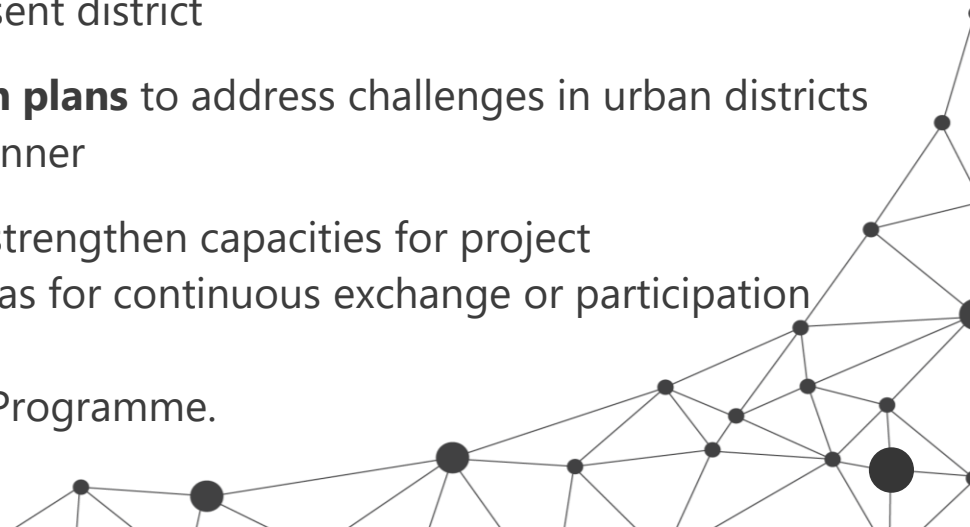 sent district
n plans to address challenges in urban districts
nner
strengthen capacities for project
as for continuous exchange or participation
Programme.